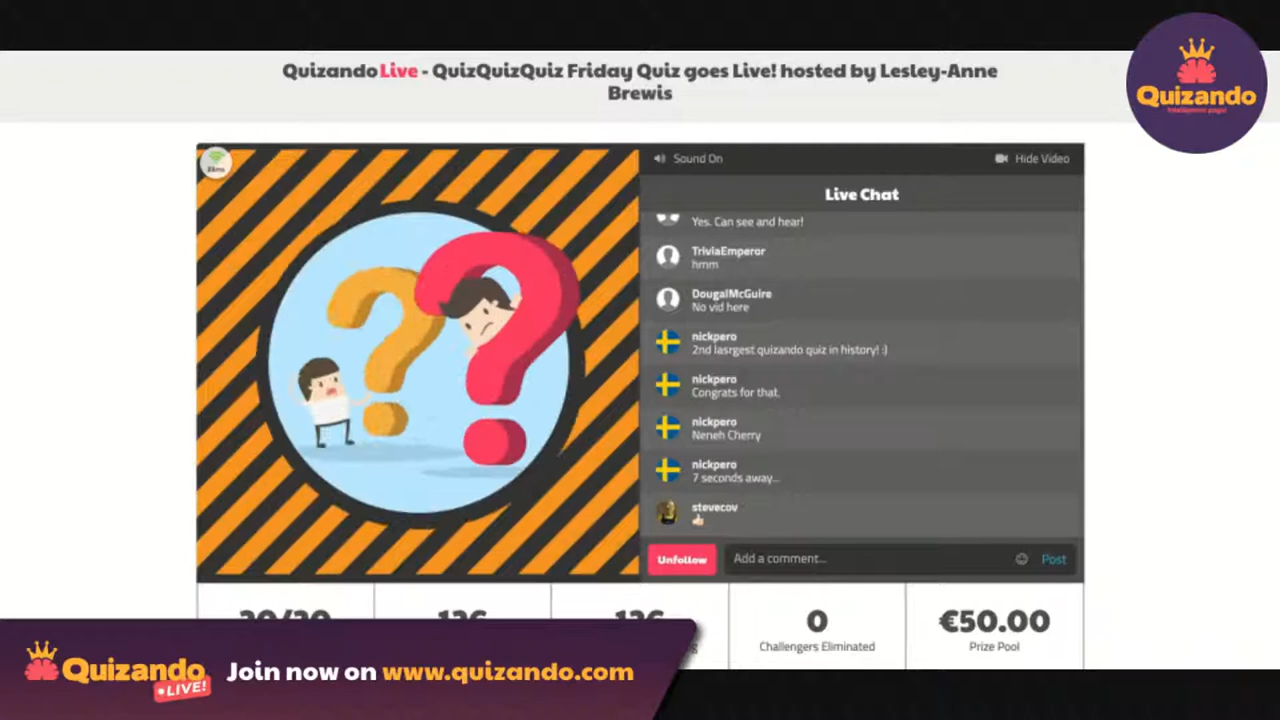 Quizando Live - QuizQuizQuiz Friday Quiz goes Live! hosted by Lesley-Anne
Brewis
Quizando
Sound On
Hide Video
Live Chat
Yes. Can see and hear!
TriviaEmperor
hmm
DougalMcGuire
No vid here
nickpero
2nd lasrgest quizando quiz in history! :)
nickpero
Congrats for that.
nickpero
Neneh Cherry
nickpero
7 seconds away...
stevecov
Unfollow
Add a comment...
Post
0
€50.00
Challengers Eliminated
Prize Pool
Quizando
LIVE!
Join now on www.quizando.com